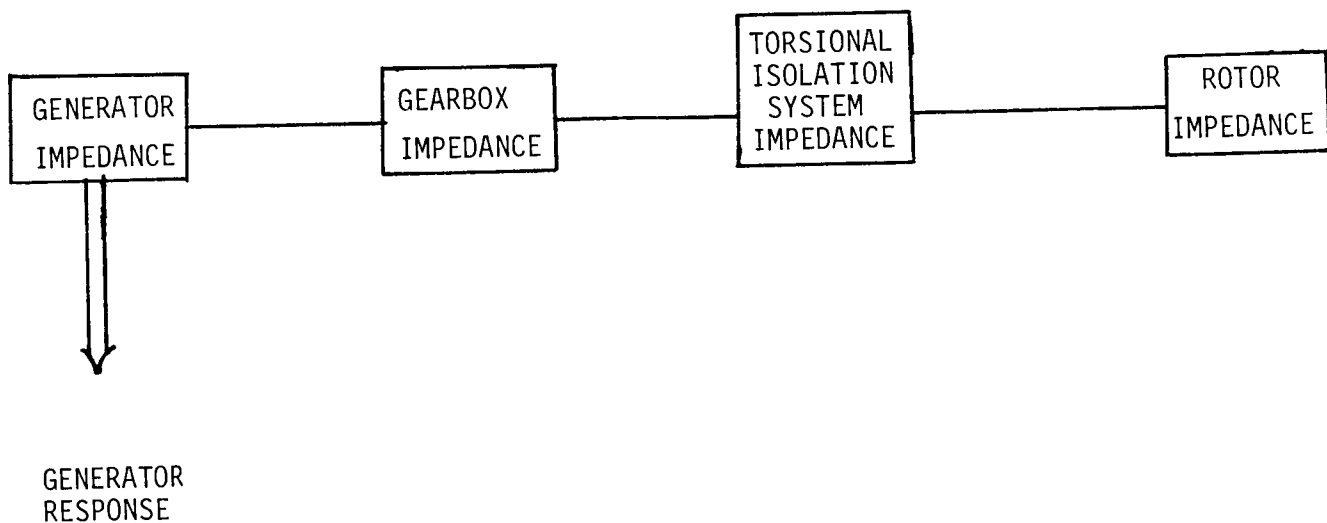 GENERATOR
IMPEDANCE
GEARBOX
IMPEDANCE
TORSIONAL
ISOLATION
SYSTEM
IMPEDANCE
ROTOR
IMPEDANCE
GENERATOR
RESPONSE